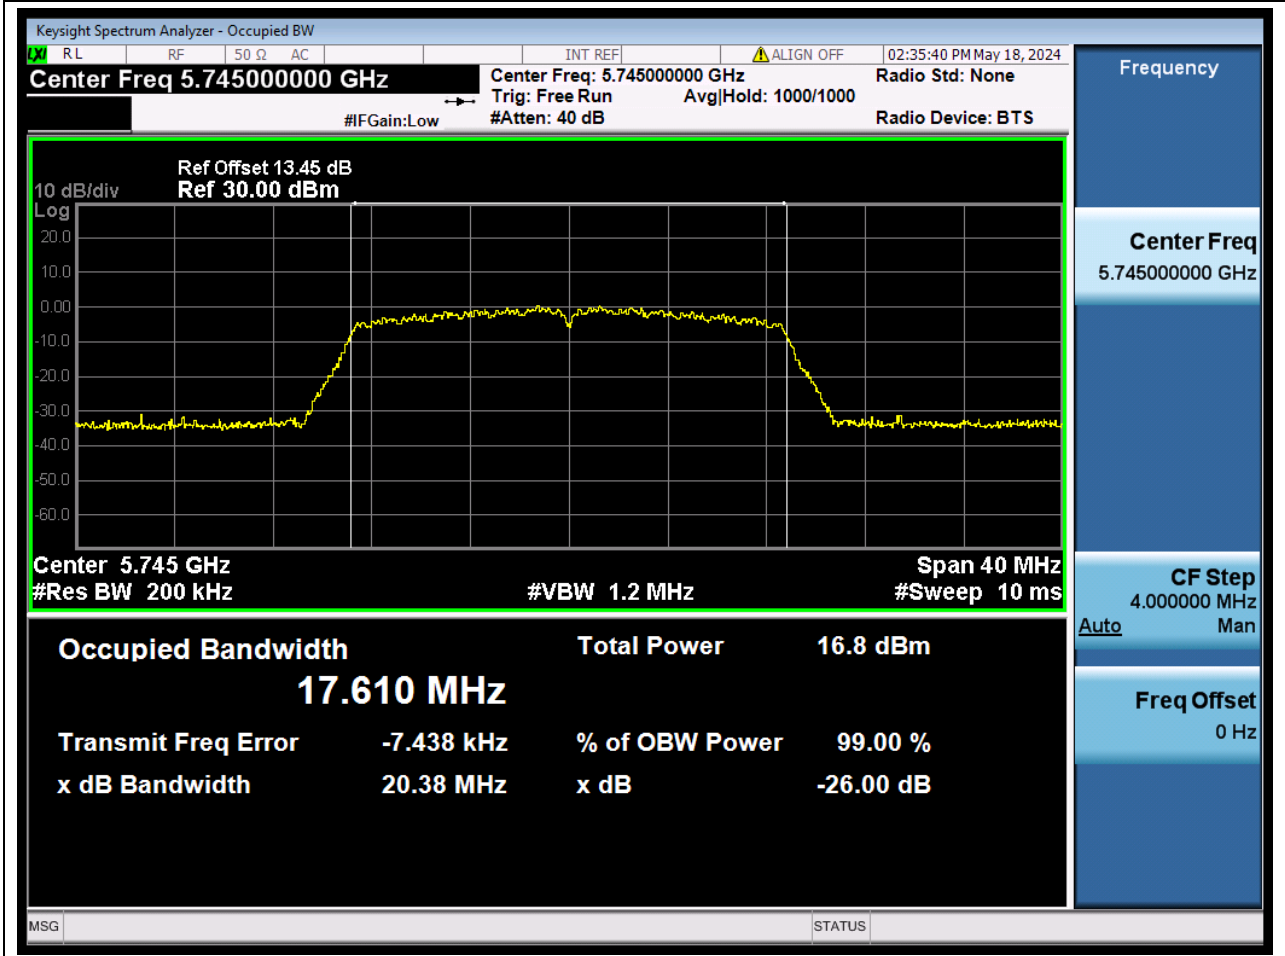 Keysight Spectrum Analyzer - Occupied BW
LXI RL RF 50 Ω AC INT REF ALIGN OFF 02:35:40 PM May 18, 2024
Center Freq 5.745000000 GHz
Center Freq: 5.745000000 GHz
Radio Std: None
Trig: Free Run Avg|Hold: 1000/1000
#IFGain:Low
#Atten: 40 dB
Radio Device: BTS
Ref Offset 13.45 dB
10 dB/div Ref 30.00 dBm
Log
20.0
10.0
0.00
-10.0
-20.0
-30.0
-40.0
-50.0
-60.0
Center 5.745 GHz Span 40 MHz
#Res BW 200 kHz #VBW 1.2 MHz #Sweep 10 ms
Occupied Bandwidth Total Power 16.8 dBm
17.610 MHz
Transmit Freq Error -7.438 kHz % of OBW Power 99.00 %
x dB Bandwidth 20.38 MHz x dB -26.00 dB
Frequency
Center Freq
5.745000000 GHz
CF Step
4.000000 MHz
Auto Man
Freq Offset
0 Hz
MSG STATUS